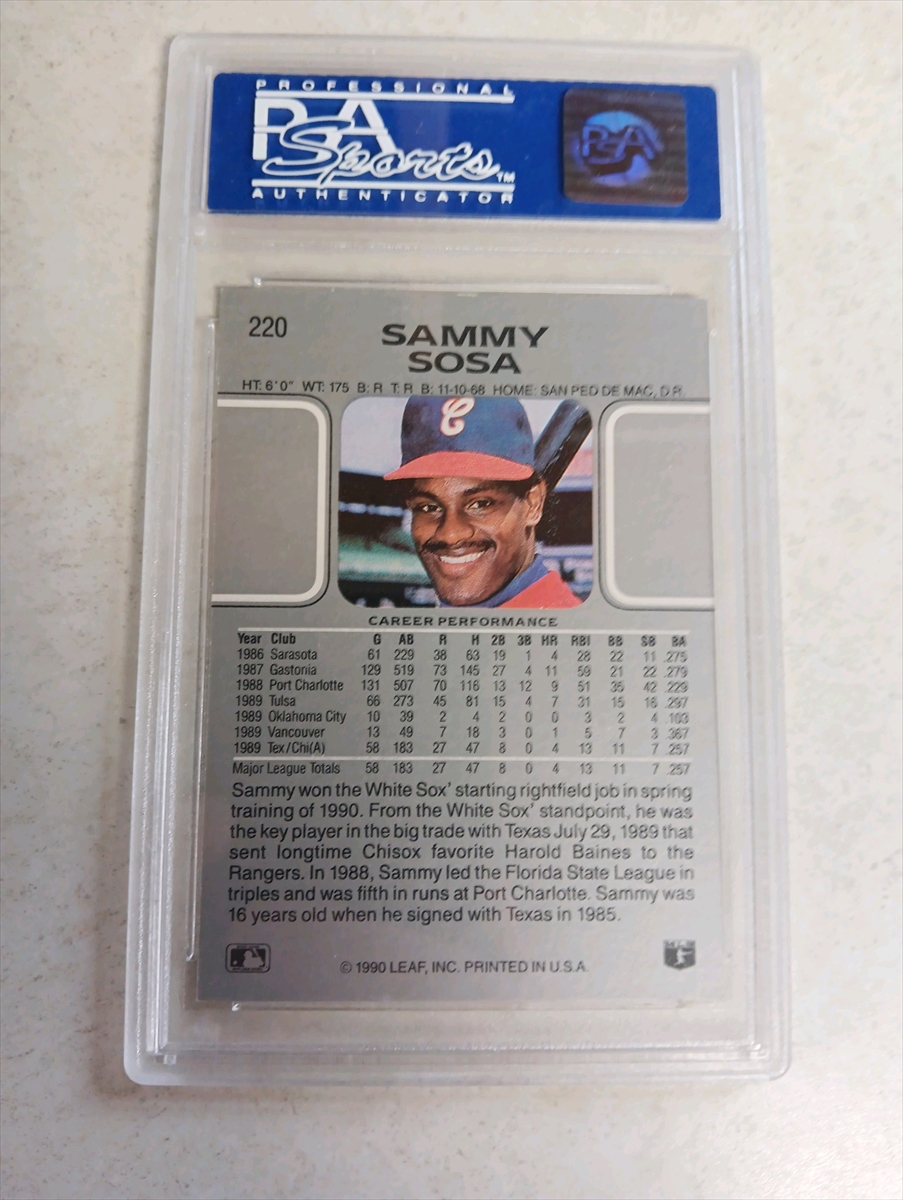 PROFESSIONAL
PSA
Sports™
AUTHENTICATOR
PSA
220
SAMMY
SOSA
HT: 6'0" WT: 175 B: R T: R B: 11-10-68 HOME: SAN PED DE MAC, D.R.
C
CAREER PERFORMANCE
Year Club G AB R H 2B 3B HR RBI BB SB BA
1986 Sarasota 61 229 38 63 19 1 4 28 22 11 .275
1987 Gastonia 129 519 73 145 27 4 11 59 21 22 .279
1988 Port Charlotte 131 507 70 116 13 12 9 51 35 42 .229
1989 Tulsa 66 273 45 81 15 4 7 31 15 16 .297
1989 Oklahoma City 10 39 2 4 2 0 0 3 2 4 .103
1989 Vancouver 13 49 7 18 3 0 1 5 7 3 .367
1989 Tex/Chi(A) 58 183 27 47 8 0 4 13 11 7 .257
Major League Totals 58 183 27 47 8 0 4 13 11 7 .257
Sammy won the White Sox' starting rightfield job in spring
training of 1990. From the White Sox' standpoint, he was
the key player in the big trade with Texas July 29, 1989 that
sent longtime Chisox favorite Harold Baines to the
Rangers. In 1988, Sammy led the Florida State League in
triples and was fifth in runs at Port Charlotte. Sammy was
16 years old when he signed with Texas in 1985.
© 1990 LEAF, INC. PRINTED IN U.S.A.